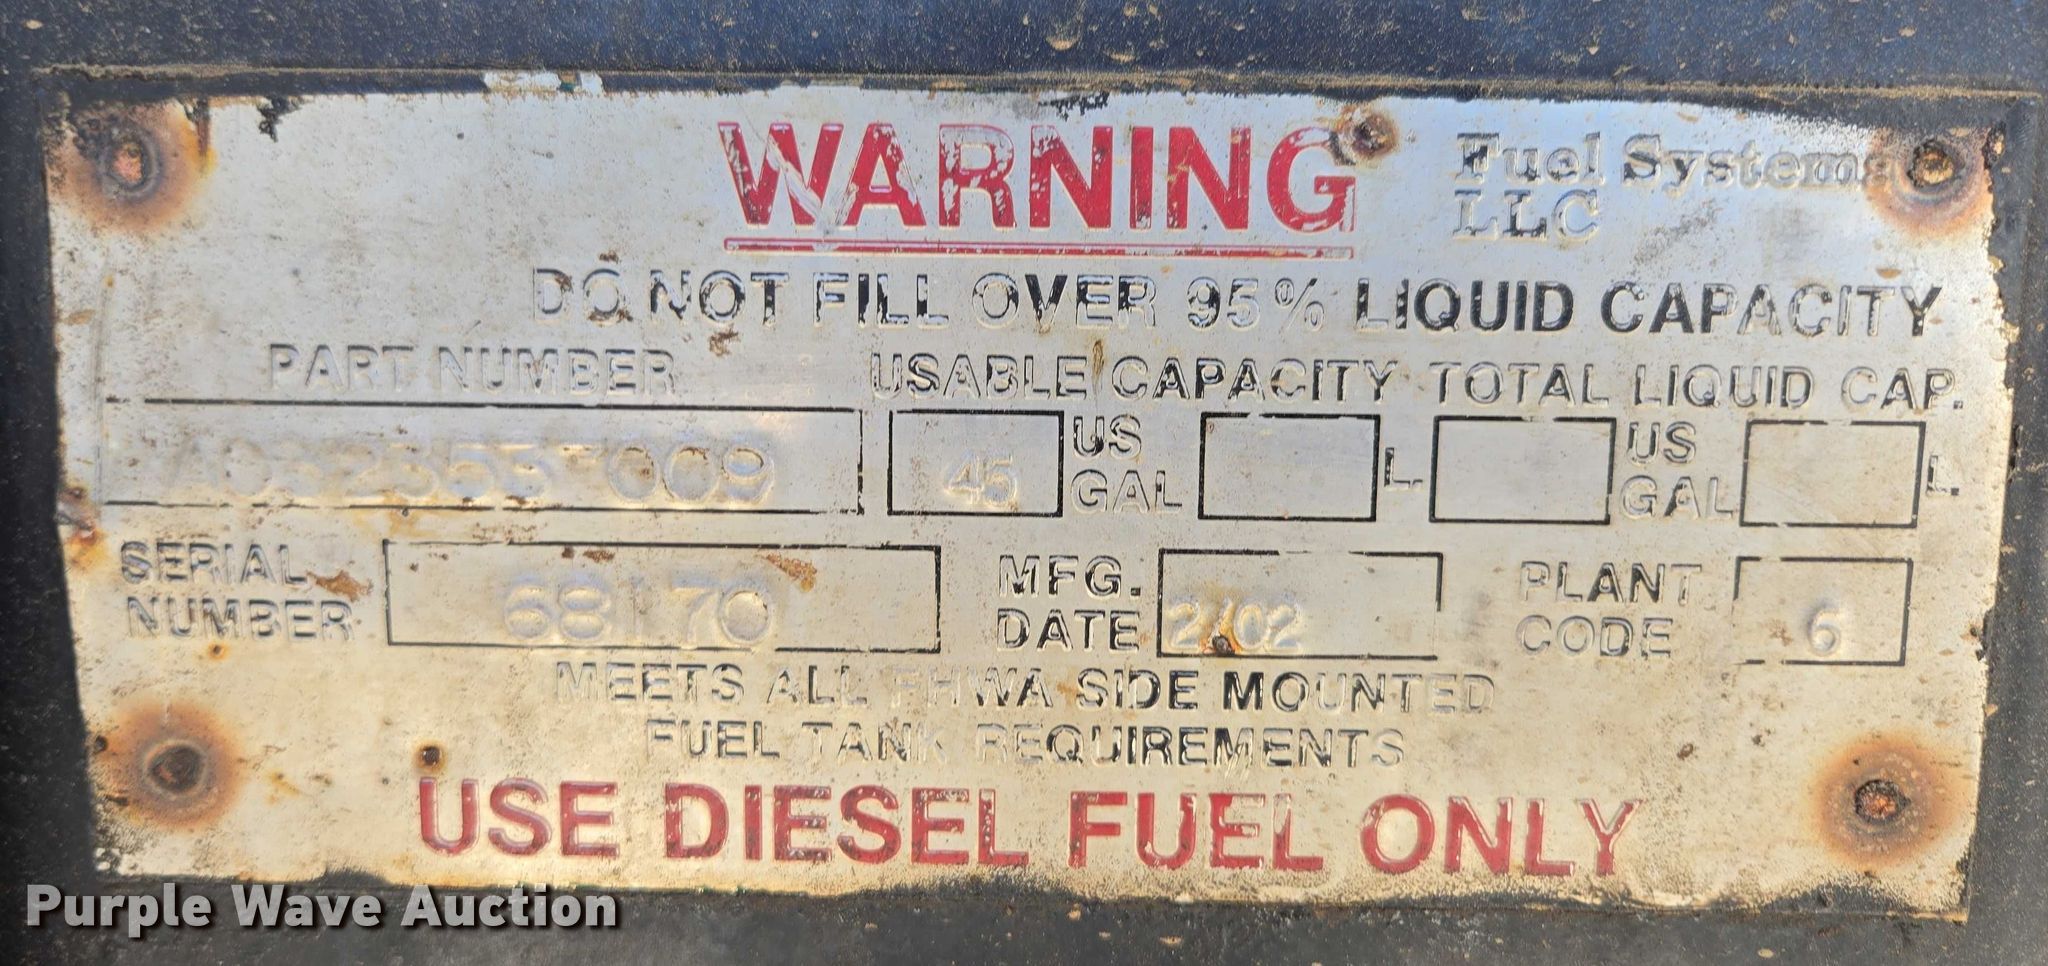 WARNING
Fuel Systems
LLC
DO NOT FILL OVER 95% LIQUID CAPACITY
PART NUMBER USABLE CAPACITY TOTAL LIQUID CAP.
45 US GAL L. US GAL L.
SERIAL NUMBER 68170 MFG. DATE 2/02 PLANT CODE 6
MEETS ALL FHWA SIDE MOUNTED
FUEL TANK REQUIREMENTS
USE DIESEL FUEL ONLY
Purple Wave Auction